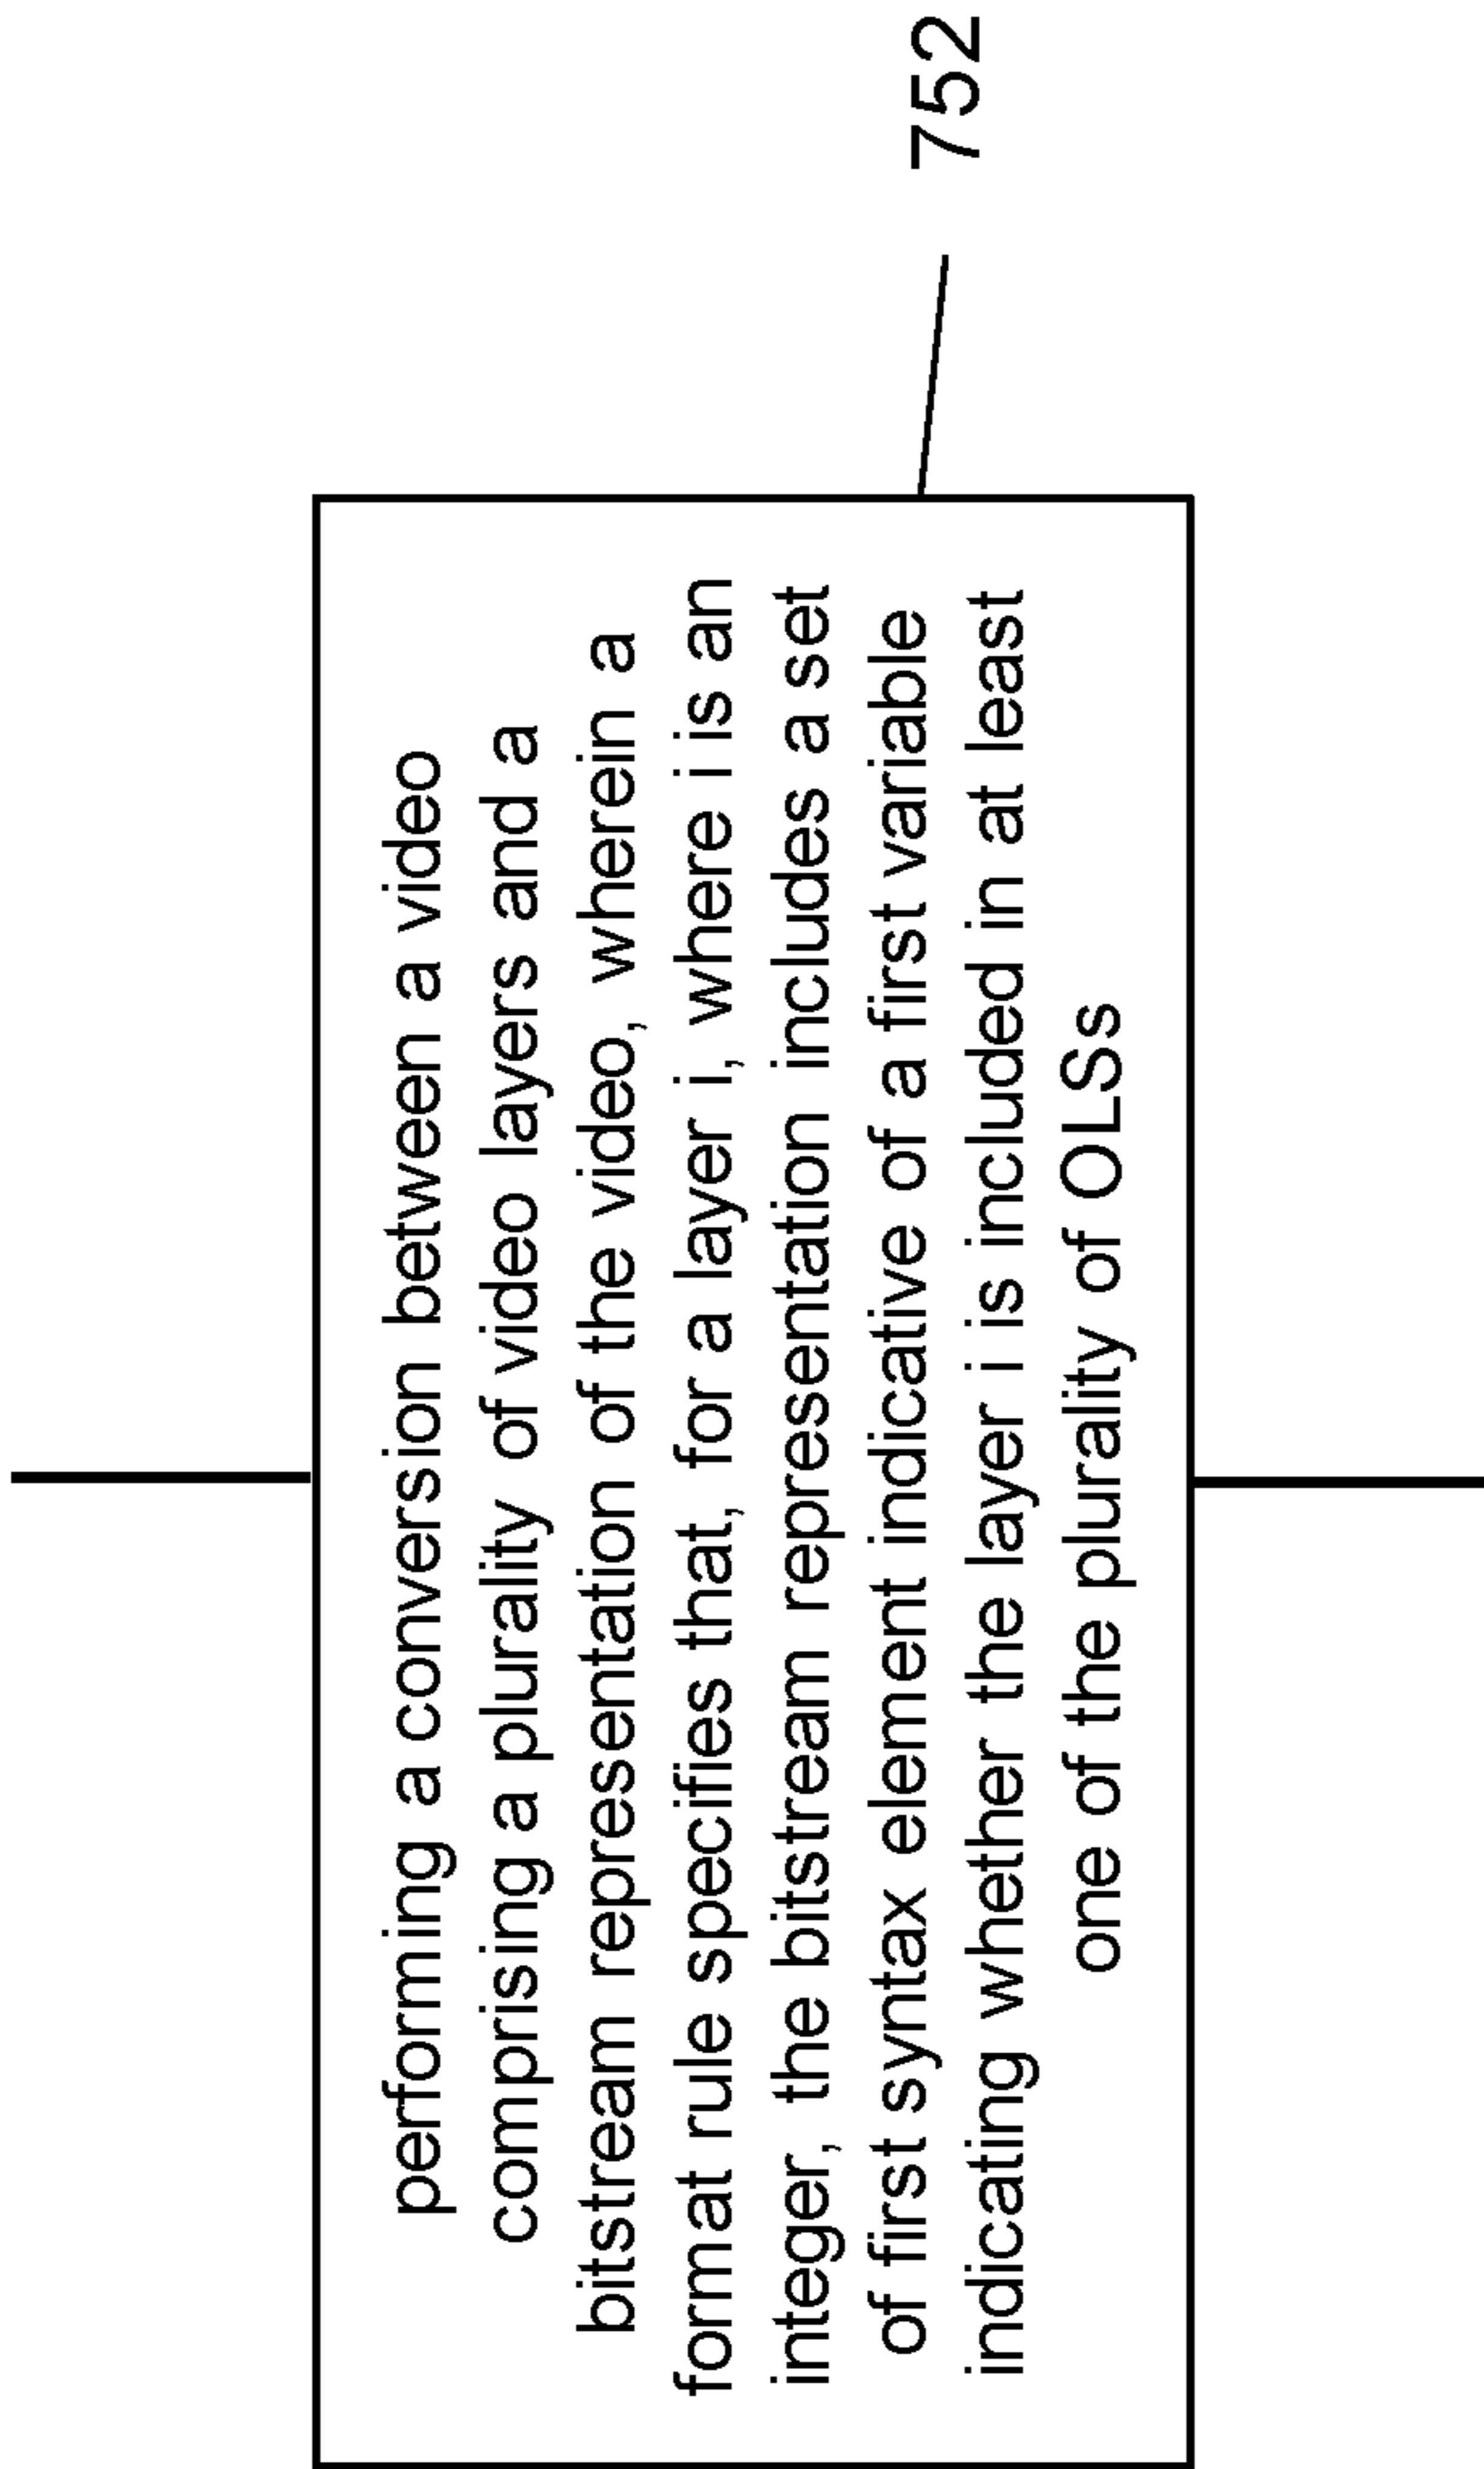 performing a conversion between a video
comprising a plurality of video layers and a
bitstream representation of the video, wherein a
format rule specifies that, for a layer i, where i is an
integer, the bitstream representation includes a set
of first syntax element indicative of a first variable
indicating whether the layer i is included in at least
one of the plurality of OLSs
752